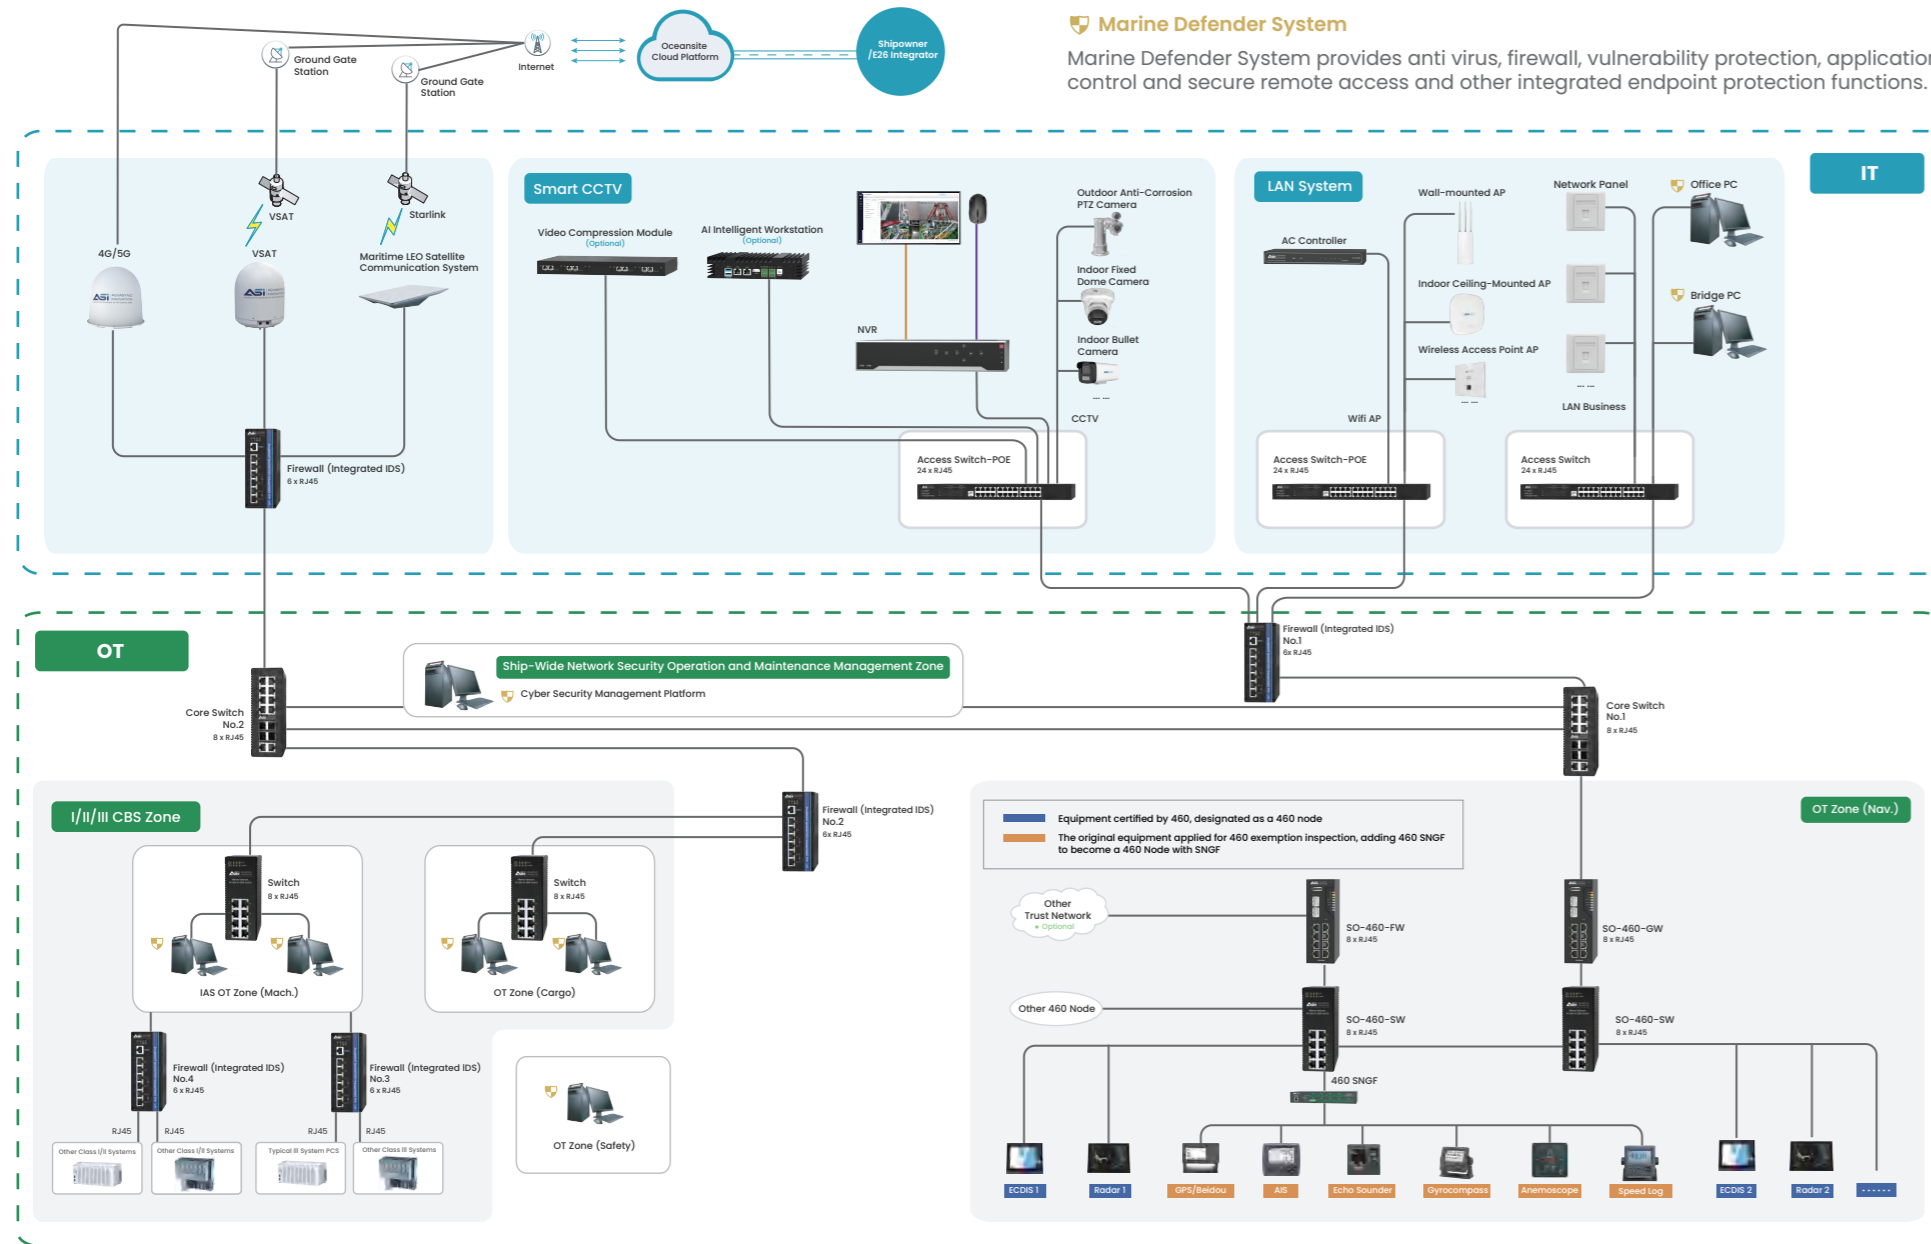 Marine Defender System
Marine Defender System provides anti virus, firewall, vulnerability protection, application
control and secure remote access and other integrated endpoint protection functions.
Ground Gate
Station
Ground Gate
Station
Internet
Oceansite
Cloud Platform
Shipowner
/E26 Integrator
IT
4G/5G
VSAT
VSAT
Starlink
Maritime LEO Satellite
Communication System
ASi
ASi
Firewall (Integrated IDS)
6 x RJ45
Smart CCTV
Video Compression Module
(Optional)
AI Intelligent Workstation
(Optional)
NVR
Outdoor Anti-Corrosion
PTZ Camera
Indoor Fixed
Dome Camera
Indoor Bullet
Camera
--- ---
CCTV
Access Switch-POE
24 x RJ45
LAN System
AC Controller
Wall-mounted AP
Indoor Ceiling-Mounted AP
Wireless Access Point AP
--- ---
Wifi AP
Access Switch-POE
24 x RJ45
Network Panel
--- ---
LAN Business
Office PC
Bridge PC
Access Switch
24 x RJ45
OT
Ship-Wide Network Security Operation and Maintenance Management Zone
Cyber Security Management Platform
Firewall (Integrated IDS)
No.1
6x RJ45
Core Switch
No.2
8 x RJ45
Core Switch
No.1
8 x RJ45
I/II/III CBS Zone
Firewall (Integrated IDS)
No.2
6x RJ45
Switch
8 x RJ45
IAS OT Zone (Mach.)
Switch
8 x RJ45
OT Zone (Cargo)
Firewall (Integrated IDS)
No.4
6 x RJ45
Firewall (Integrated IDS)
No.3
6 x RJ45
RJ45
RJ45
RJ45
RJ45
Other Class I/II Systems
Other Class I/II Systems
Typical III System PCS
Other Class III Systems
OT Zone (Safety)
OT Zone (Nav.)
Equipment certified by 460, designated as a 460 node
The original equipment applied for 460 exemption inspection, adding 460 SNGF
to become a 460 Node with SNGF
Other
Trust Network
• Optional
SO-460-FW
8 x RJ45
SO-460-GW
8 x RJ45
Other 460 Node
SO-460-SW
8 x RJ45
SO-460-SW
8 x RJ45
460 SNGF
ECDIS 1
Radar 1
GPS/Beidou
AIS
Echo Sounder
Gyrocompass
Anemoscope
Speed Log
ECDIS 2
Radar 2
------